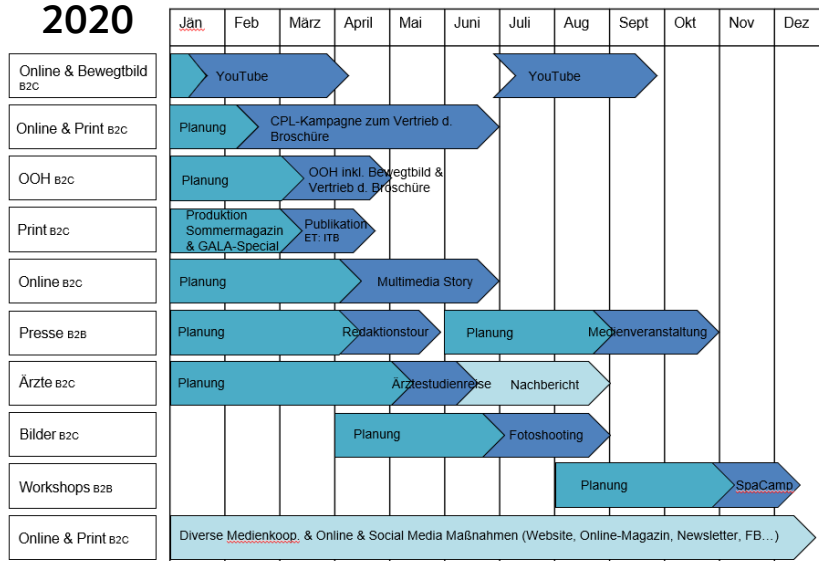 2020
Jän Feb März April Mai Juni Juli Aug Sept Okt Nov Dez
Online & Bewegtbild
B2C
YouTube
YouTube
Online & Print B2C
Planung
CPL-Kampagne zum Vertrieb d.
Broschüre
OOH B2C
Planung
OOH inkl. Bewegtbild &
Vertrieb d. Broschüre
Print B2C
Produktion
Sommermagazin
& GALA-Special
Publikation
ET: ITB
Online B2C
Planung
Multimedia Story
Presse B2B
Planung
Redaktionstour
Planung
Medienveranstaltung
Ärzte B2C
Planung
Ärztestudienreise
Nachbericht
Bilder B2C
Planung
Fotoshooting
Workshops B2B
Planung
SpaCamp
Online & Print B2C
Diverse Medienkoop. & Online & Social Media Maßnahmen (Website, Online-Magazin, Newsletter, FB…)